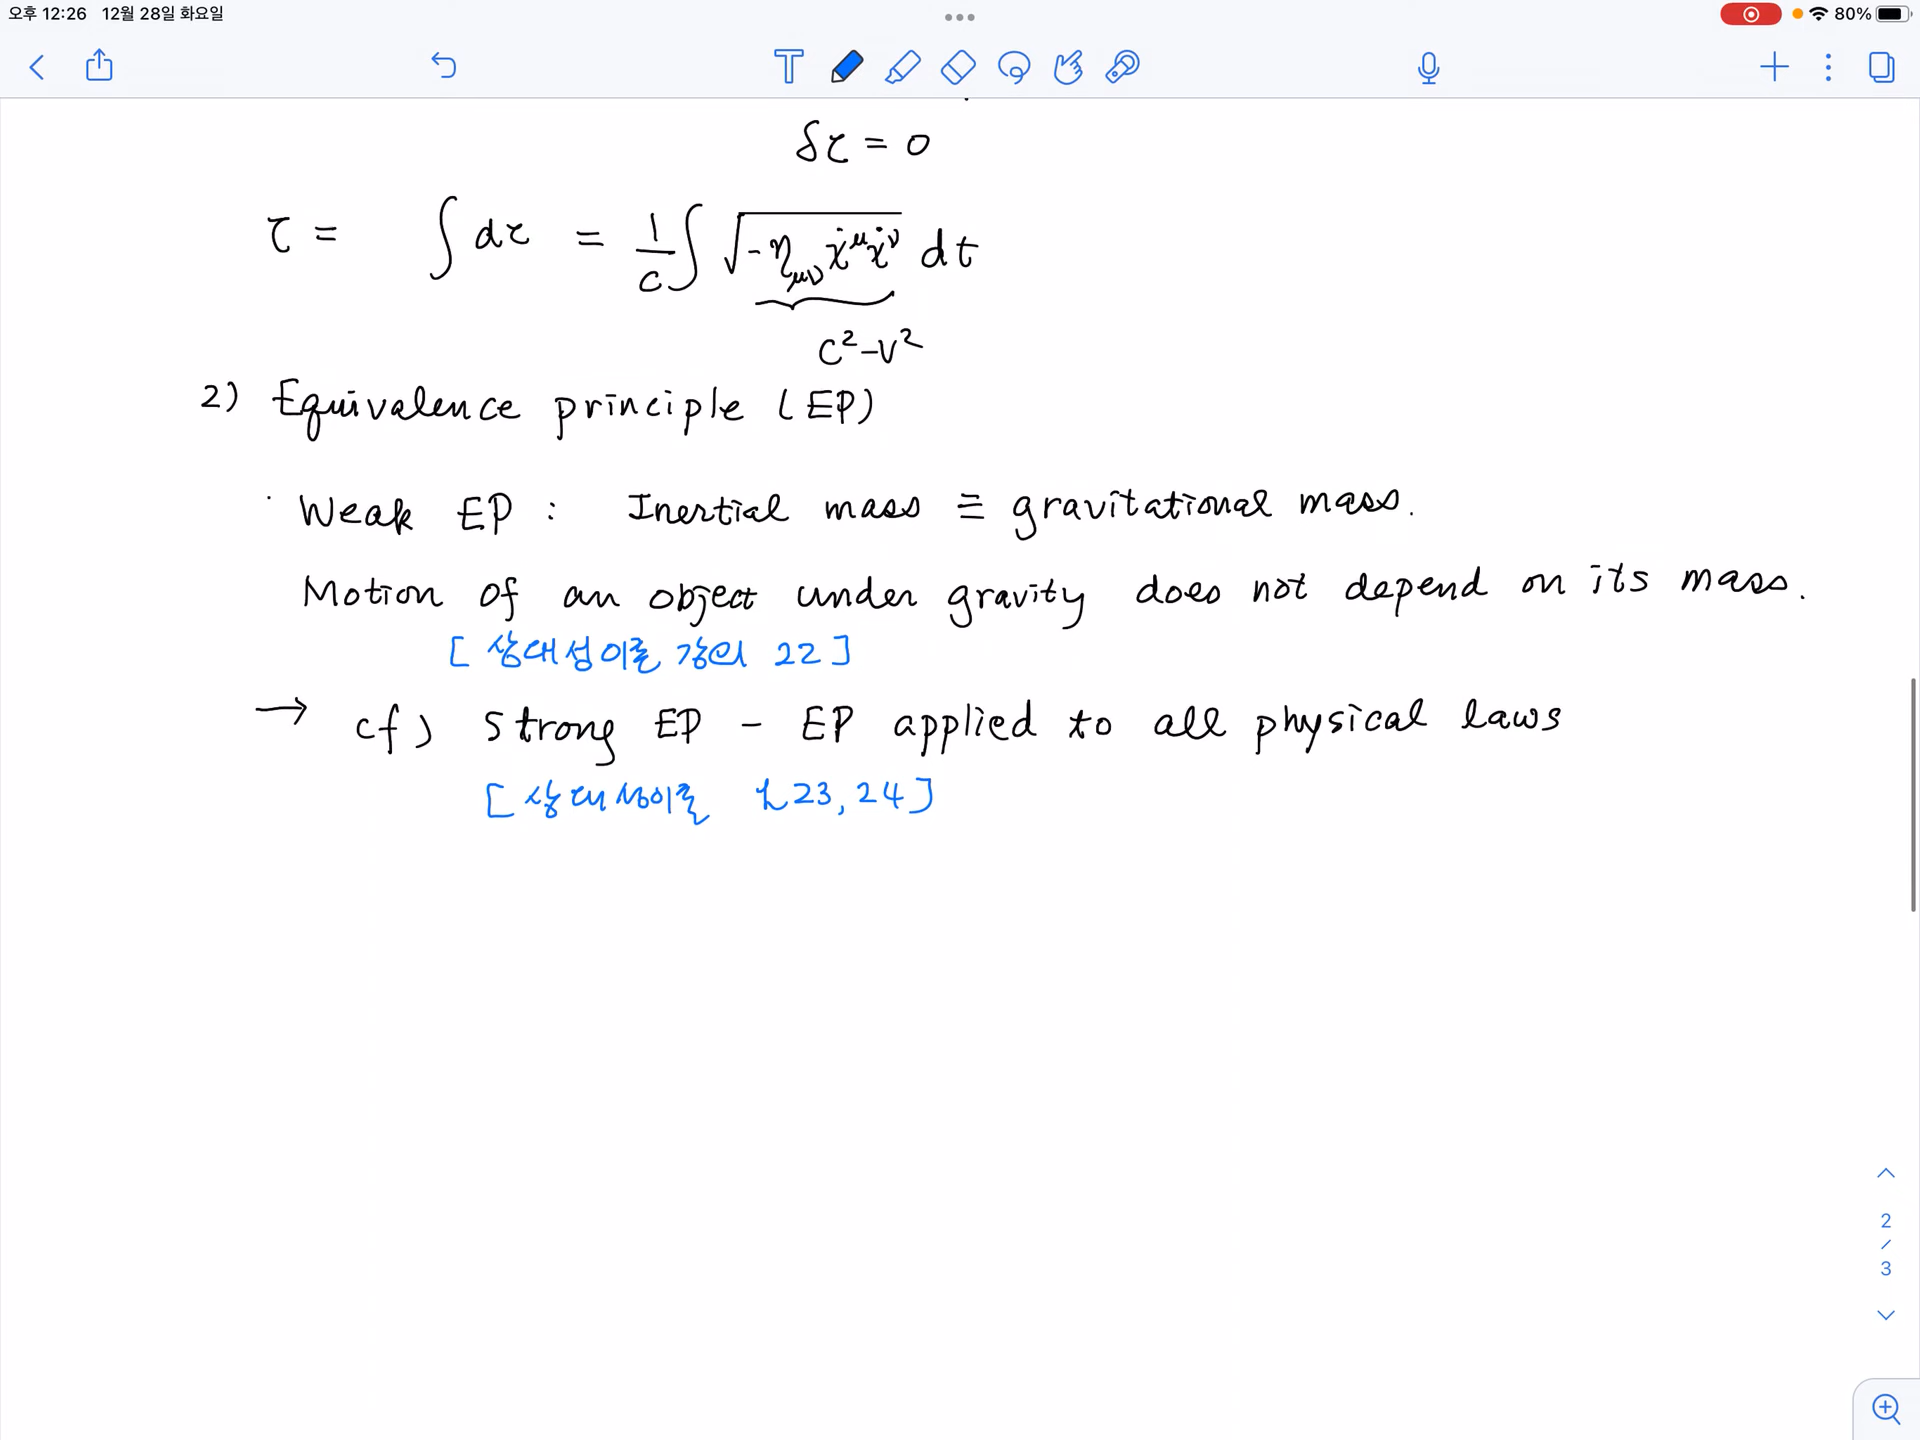 오후 12:26 12월 28일 화요일
80%
δτ = 0
τ = ∫ dτ = 1/c ∫ √(-η_μν ẋ^μ ẋ^ν) dt
c² - v²
2) Equivalence principle (EP)
· Weak EP : Inertial mass ≡ gravitational mass.
Motion of an object under gravity does not depend on its mass.
[ 상대성이론 강의 22 ]
→ cf) Strong EP - EP applied to all physical laws
[ 상대성이론 23, 24 ]
2
/
3